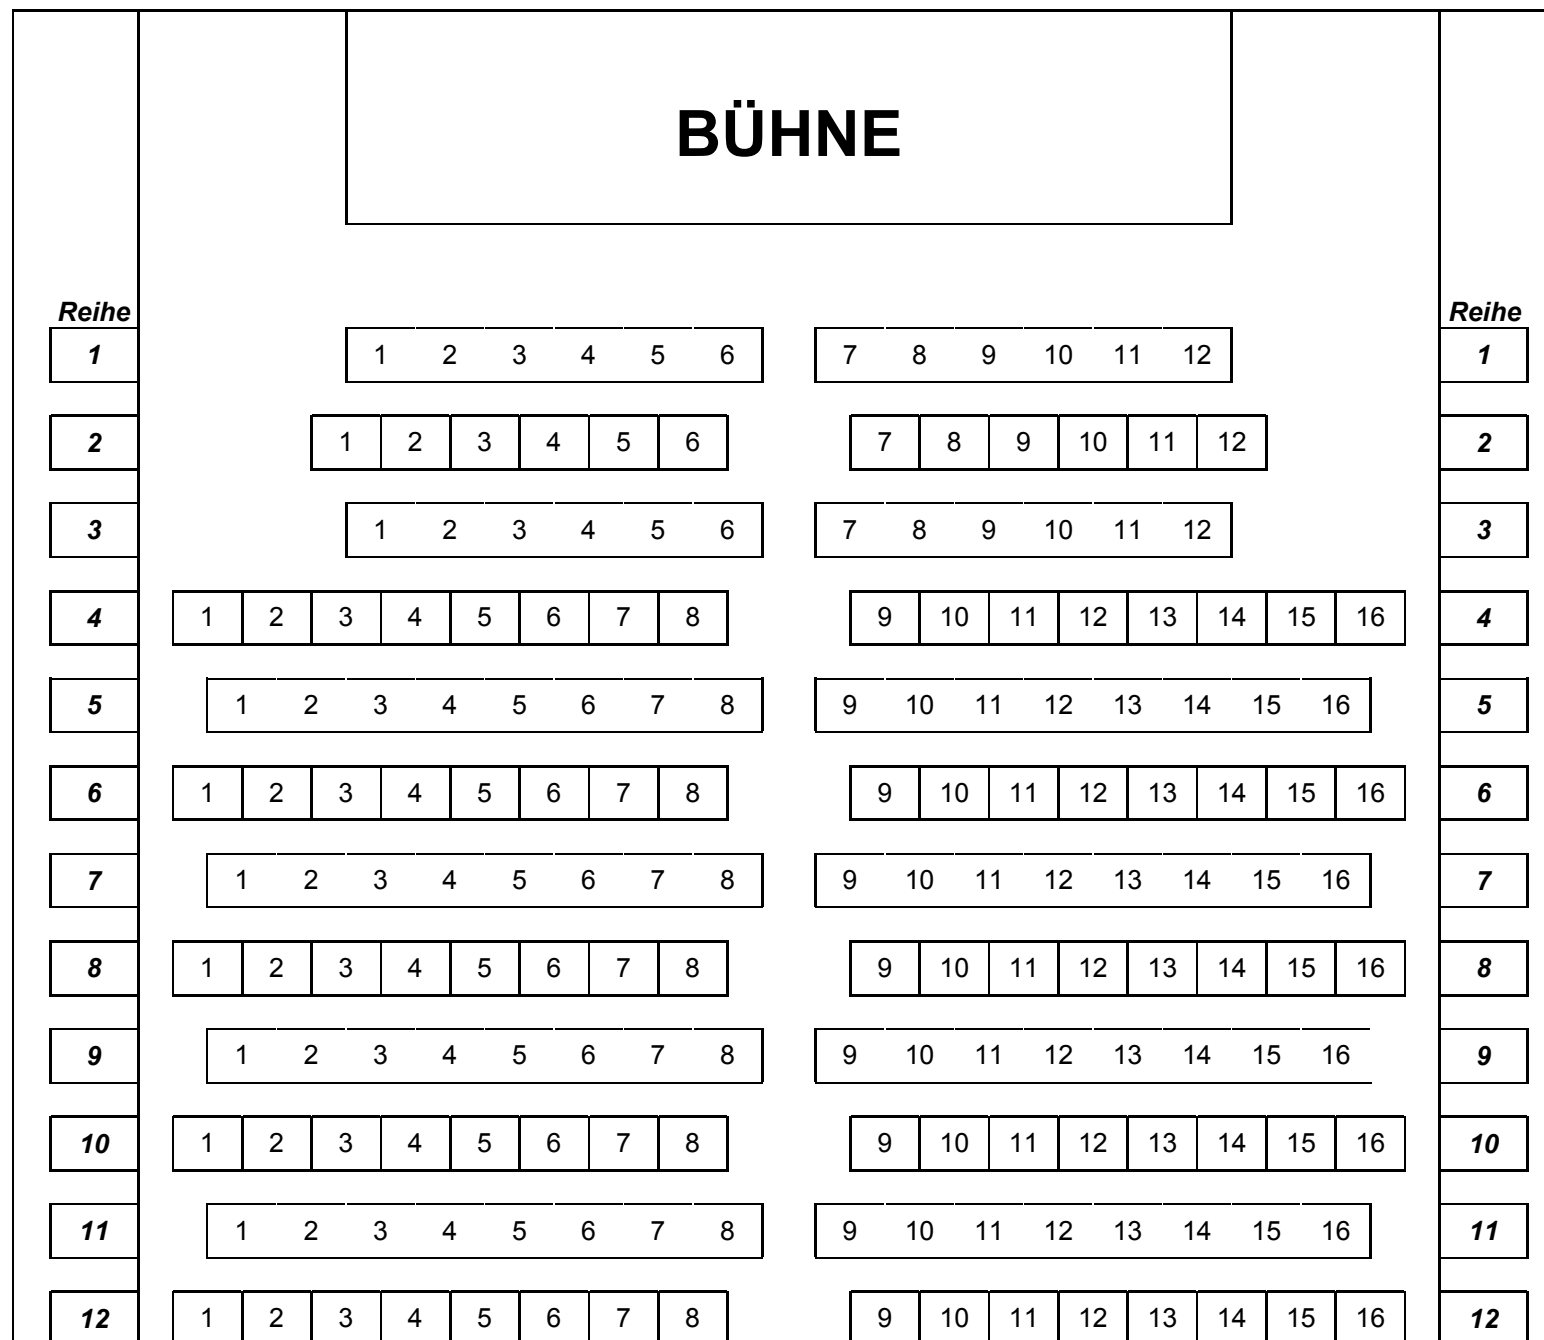 BÜHNE
Reihe Reihe
1 1 2 3 4 5 6 7 8 9 10 11 12 1
2 1 2 3 4 5 6 7 8 9 10 11 12 2
3 1 2 3 4 5 6 7 8 9 10 11 12 3
4 1 2 3 4 5 6 7 8 9 10 11 12 13 14 15 16 4
5 1 2 3 4 5 6 7 8 9 10 11 12 13 14 15 16 5
6 1 2 3 4 5 6 7 8 9 10 11 12 13 14 15 16 6
7 1 2 3 4 5 6 7 8 9 10 11 12 13 14 15 16 7
8 1 2 3 4 5 6 7 8 9 10 11 12 13 14 15 16 8
9 1 2 3 4 5 6 7 8 9 10 11 12 13 14 15 16 9
10 1 2 3 4 5 6 7 8 9 10 11 12 13 14 15 16 10
11 1 2 3 4 5 6 7 8 9 10 11 12 13 14 15 16 11
12 1 2 3 4 5 6 7 8 9 10 11 12 13 14 15 16 12